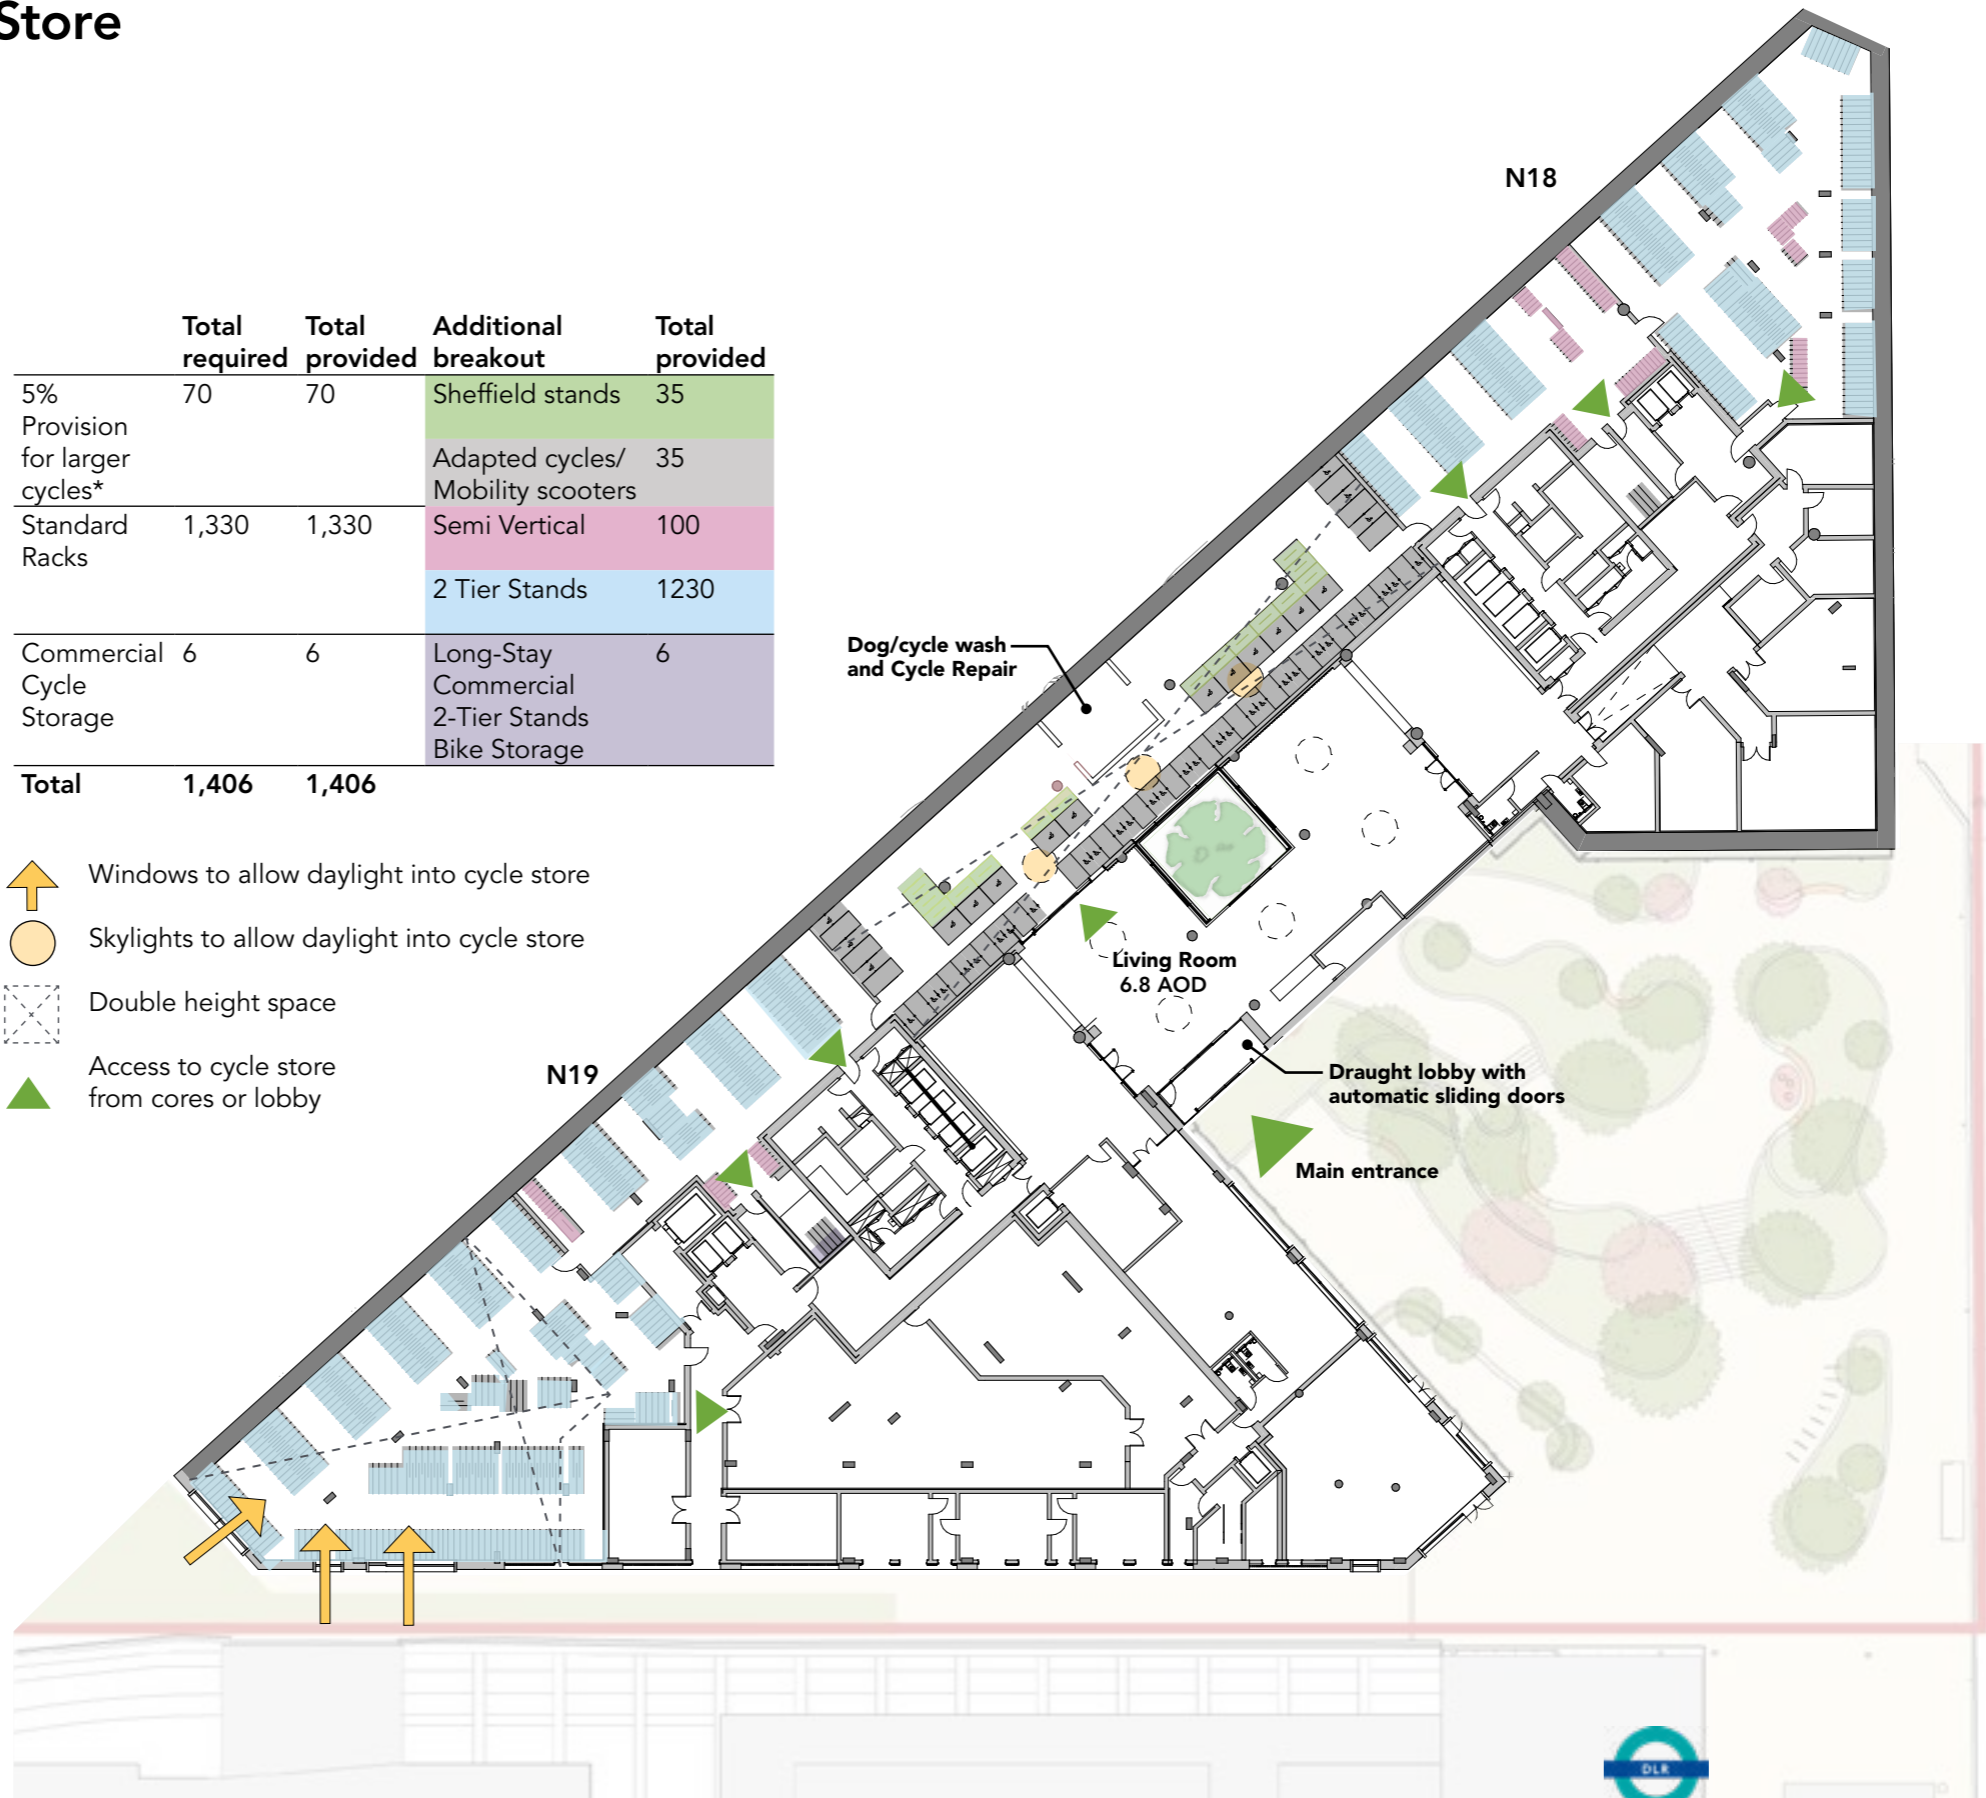 Store
Total required Total provided Additional breakout Total provided
5% Provision for larger cycles* 70 70 Sheffield stands 35
Adapted cycles/ Mobility scooters 35
Standard Racks 1,330 1,330 Semi Vertical 100
2 Tier Stands 1230
Commercial Cycle Storage 6 6 Long-Stay Commercial 2-Tier Stands Bike Storage 6
Total 1,406 1,406
Windows to allow daylight into cycle store
Skylights to allow daylight into cycle store
Double height space
Access to cycle store
from cores or lobby
N18
Dog/cycle wash
and Cycle Repair
Living Room
6.8 AOD
N19
Draught lobby with
automatic sliding doors
Main entrance
DLR